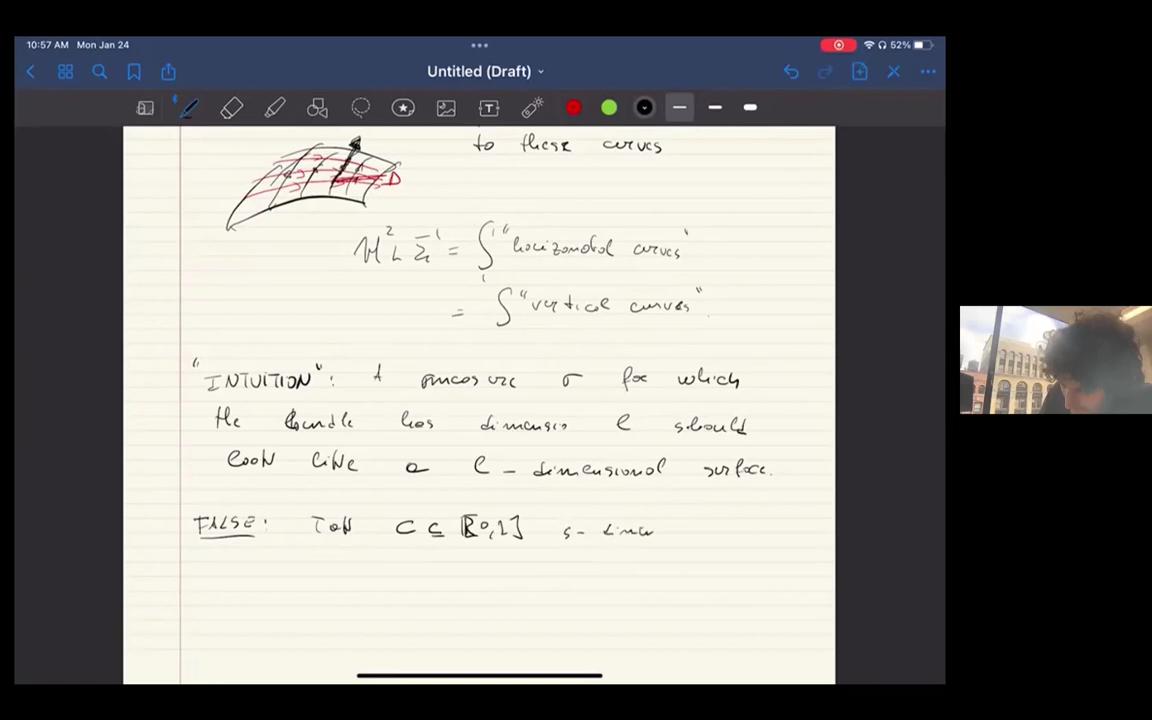 10:57 AM Mon Jan 24
52%
Untitled (Draft)
to these curves
D
H² ⌞ Σ¹ = ∫ "horizontal curves"
= ∫ "vertical curves".
"INTUITION": A measure σ for which
the bundle has dimension ℓ should
look like a ℓ-dimensional surface.
FALSE: Take C ⊆ [0,1] s-dim